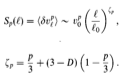 S_p(ℓ) = ⟨δv_ℓ^p⟩ ∼ v_0^p (ℓ/ℓ_0)^{ζ_p},
ζ_p = p/3 + (3 − D) (1 − p/3).